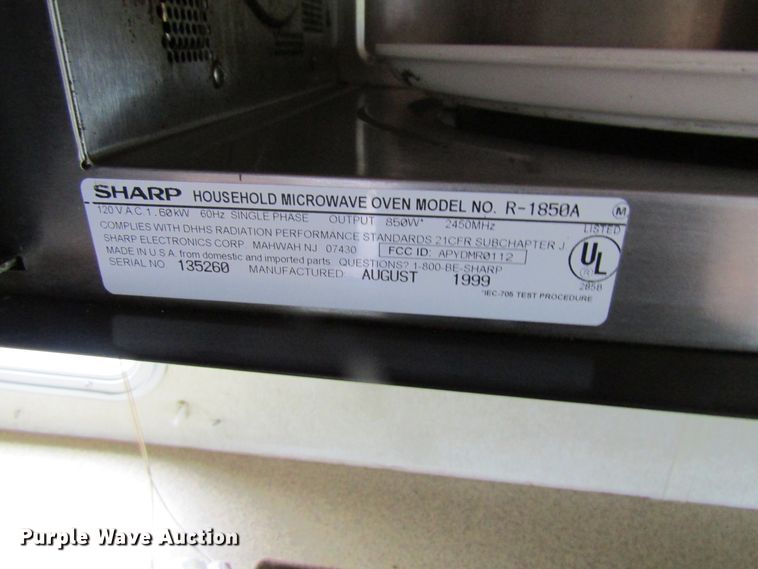 SHARP HOUSEHOLD MICROWAVE OVEN MODEL NO. R-1850A M
120 V A.C. 1.60kW 60Hz SINGLE PHASE OUTPUT 850W* 2450MHz
COMPLIES WITH DHHS RADIATION PERFORMANCE STANDARDS 21CFR SUBCHAPTER J.
SHARP ELECTRONICS CORP. MAHWAH NJ 07430 FCC ID: APYDMR0112
MADE IN U.S.A. from domestic and imported parts QUESTIONS? 1-800-BE-SHARP
SERIAL NO 135260 MANUFACTURED AUGUST 1999
*IEC-705 TEST PROCEDURE
LISTED
UL
(R)
285B
Purple Wave Auction